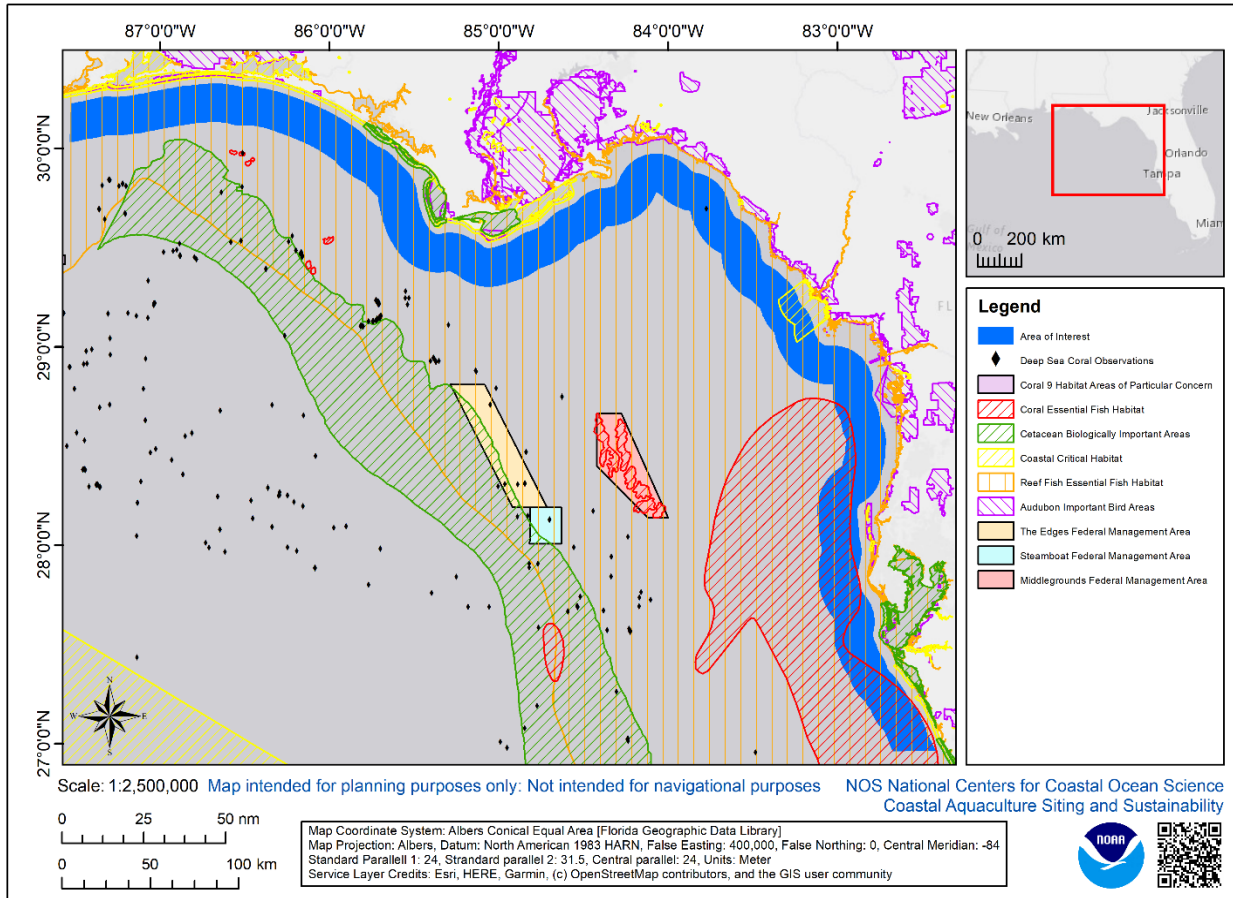 87°0'0"W 86°0'0"W 85°0'0"W 84°0'0"W 83°0'0"W
30°0'0"N
29°0'0"N
28°0'0"N
27°0'0"N
N
W E
S
FL
New Orleans
Jacksonville
Orlando
Tampa
Gulf of
Mexico
Miam
0 200 km
Legend
Area of Interest
Deep Sea Coral Observations
Coral 9 Habitat Areas of Particular Concern
Coral Essential Fish Habitat
Cetacean Biologically Important Areas
Coastal Critical Habitat
Reef Fish Essential Fish Habitat
Audubon Important Bird Areas
The Edges Federal Management Area
Steamboat Federal Management Area
Middlegrounds Federal Management Area
Scale: 1:2,500,000 Map intended for planning purposes only: Not intended for navigational purposes
NOS National Centers for Coastal Ocean Science
Coastal Aquaculture Siting and Sustainability
0 25 50 nm
0 50 100 km
Map Coordinate System: Albers Conical Equal Area [Florida Geographic Data Library]
Map Projection: Albers, Datum: North American 1983 HARN, False Easting: 400,000, False Northing: 0, Central Meridian: -84
Standard Parallell 1: 24, Strandard parallel 2: 31.5, Central parallel: 24, Units: Meter
Service Layer Credits: Esri, HERE, Garmin, (c) OpenStreetMap contributors, and the GIS user community
NOAA